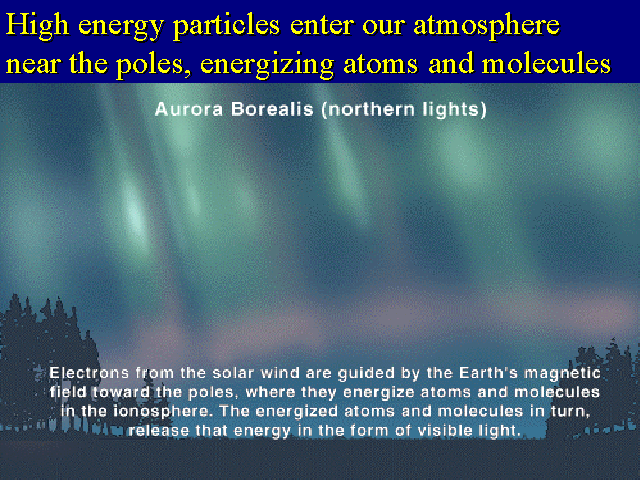 High energy particles enter our atmosphere
near the poles, energizing atoms and molecules
Aurora Borealis (northern lights)
Electrons from the solar wind are guided by the Earth's magnetic
field toward the poles, where they energize atoms and molecules
in the ionosphere. The energized atoms and molecules in turn,
release that energy in the form of visible light.